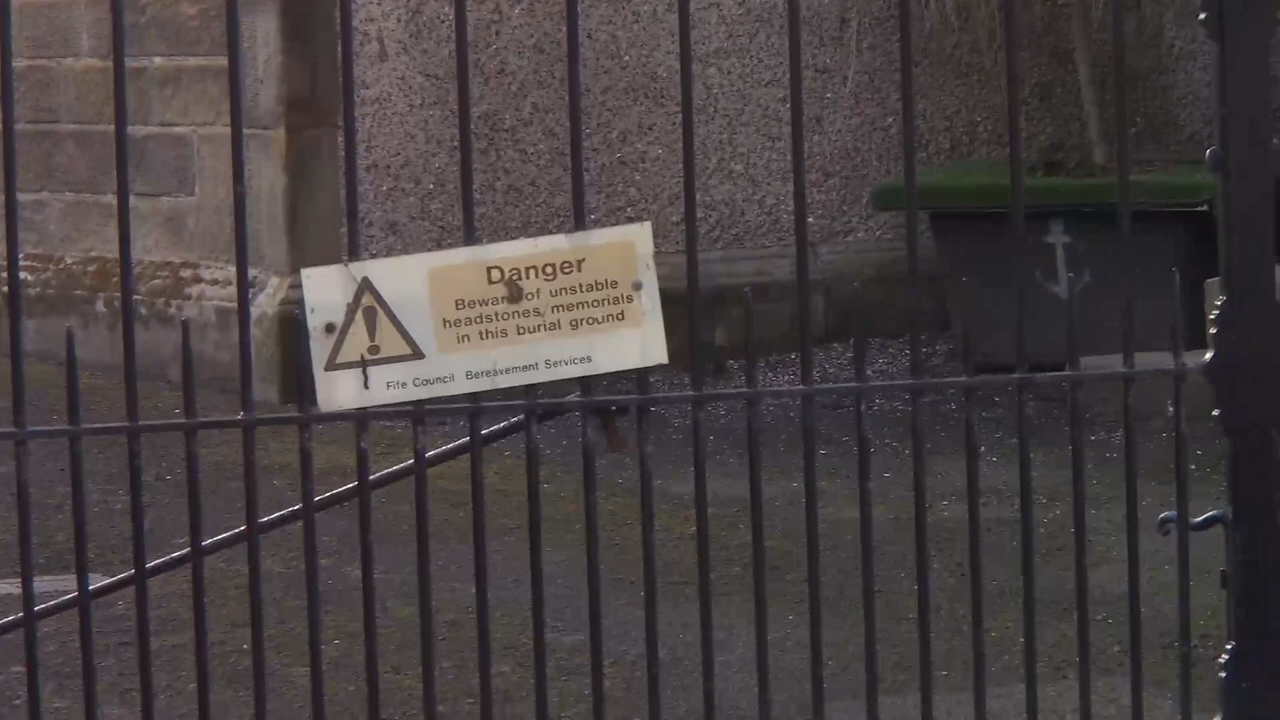 Danger
Beware of unstable
headstones/memorials
in this burial ground
Fife Council Bereavement Services